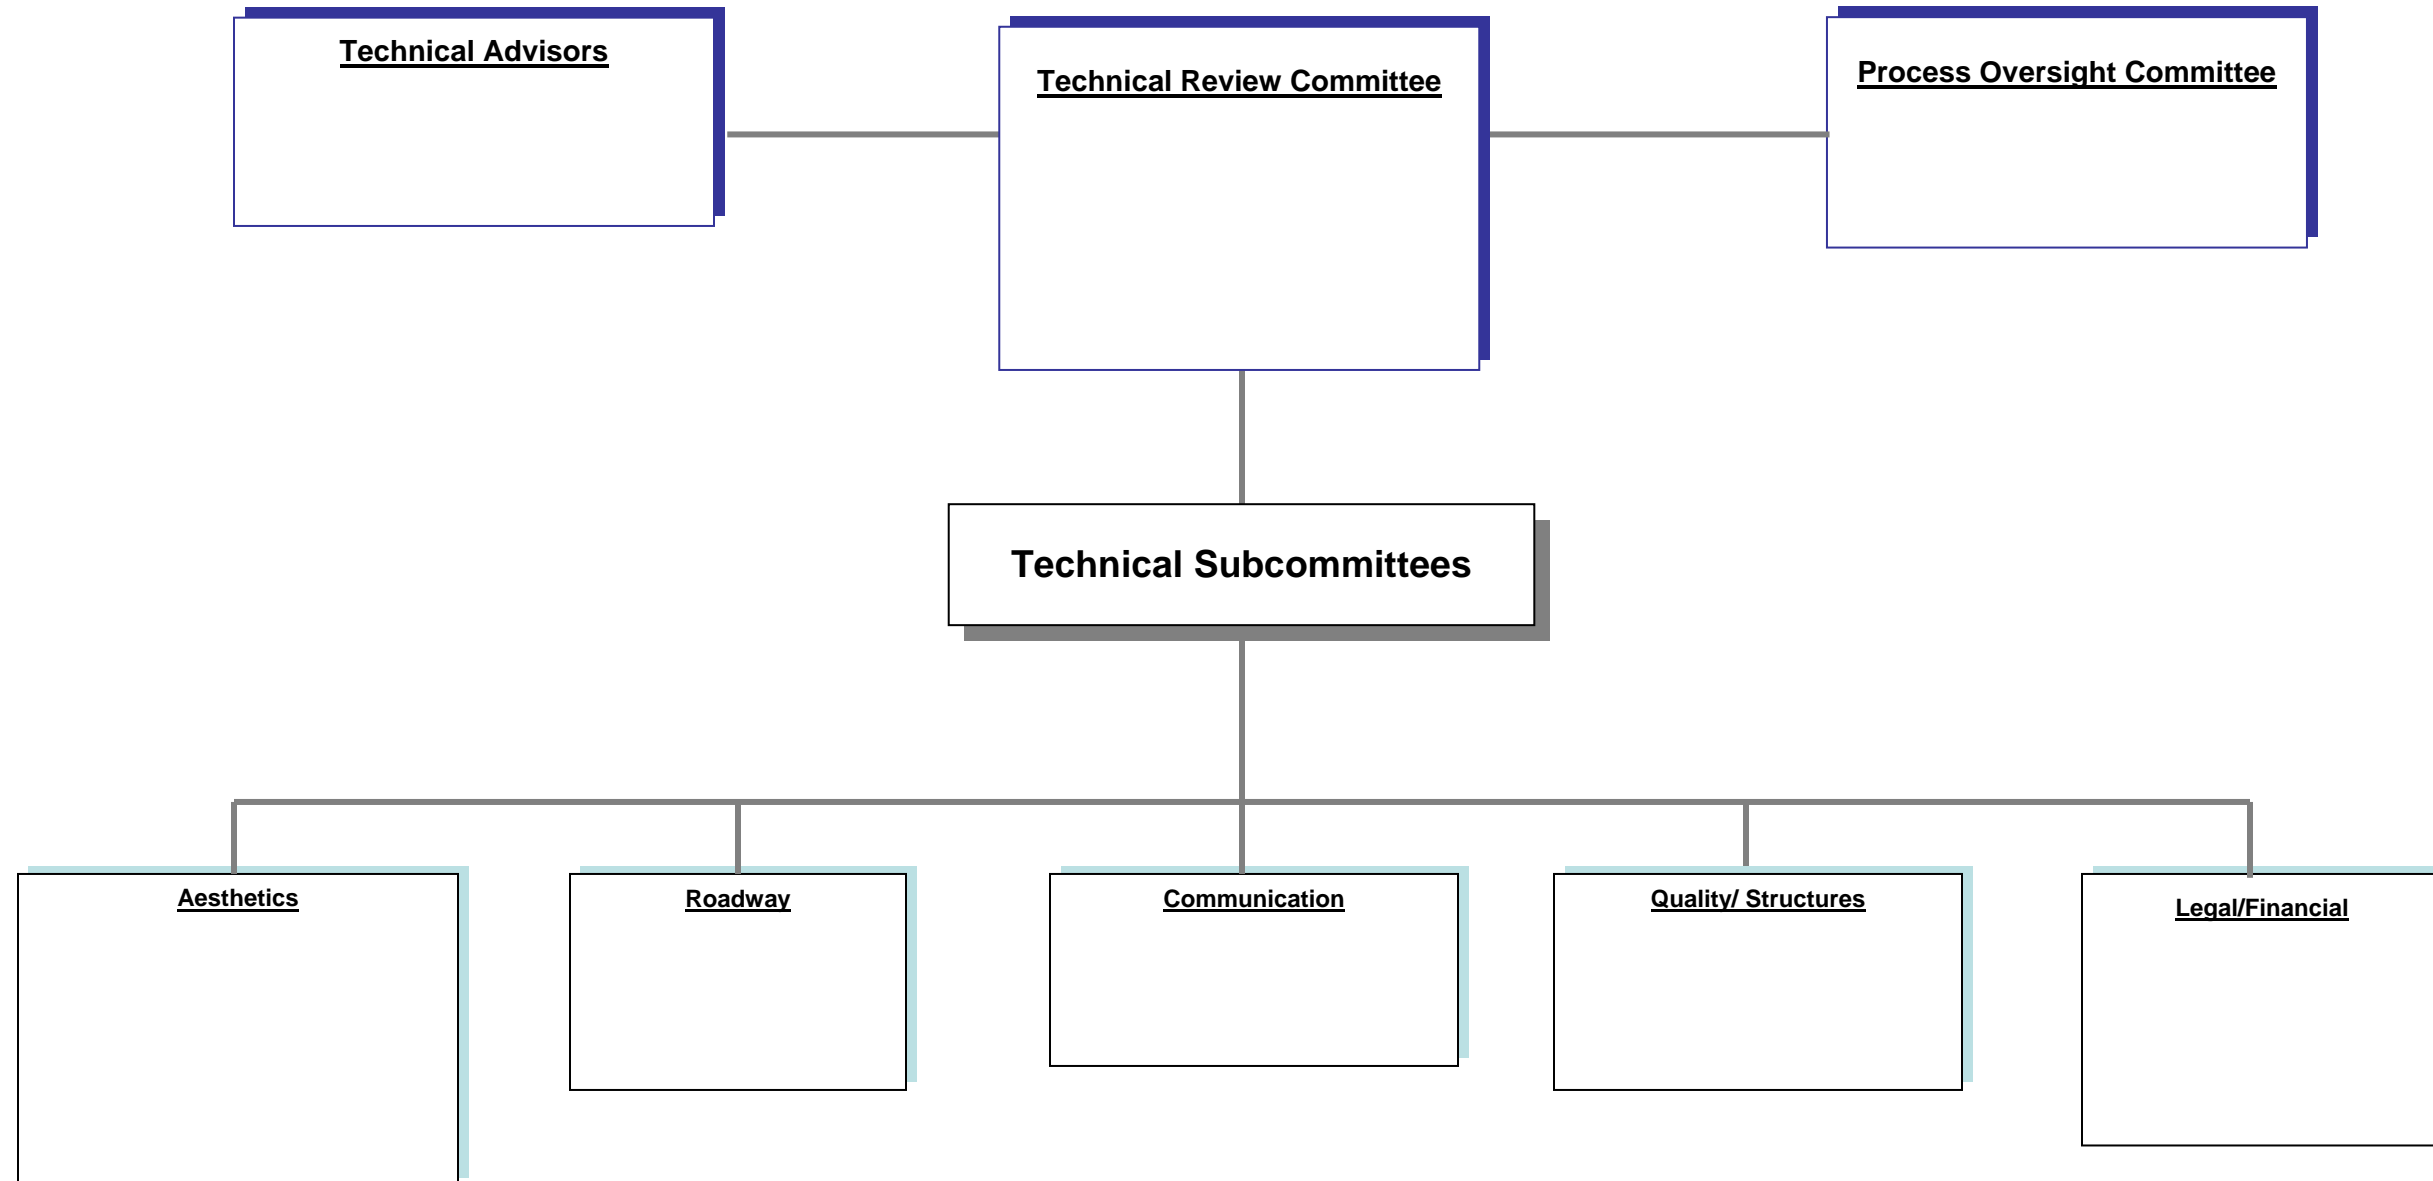 Technical Advisors
Technical Review Committee
Process Oversight Committee
Technical Subcommittees
Aesthetics
Roadway
Communication
Quality/ Structures
Legal/Financial